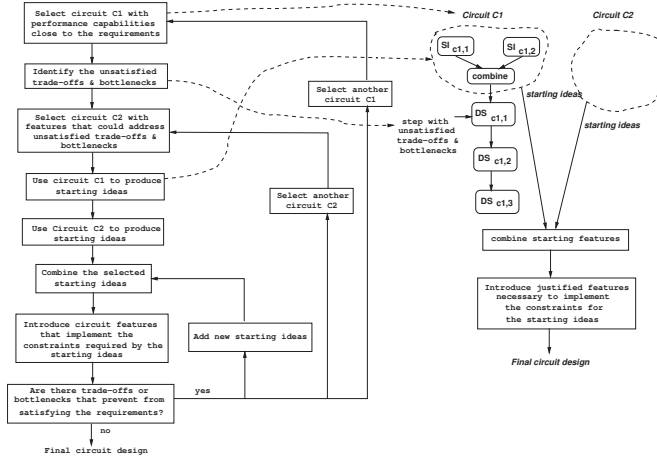 Select circuit C1 with
performance capabilities
close to the requirements
Identify the unsatisfied
trade-offs & bottlenecks
Select circuit C2 with
features that could address
unsatisfied trade-offs &
bottlenecks
Use circuit C1 to produce
starting ideas
Use Circuit C2 to produce
starting ideas
Combine the selected
starting ideas
Introduce circuit features
that implement the
constraints required by the
starting ideas
Are there trade-offs or
bottlenecks that prevent from
satisfying the requirements?
yes
no
Final circuit design
Select another
circuit C1
Select another
circuit C2
Add new starting ideas
Circuit C1
Circuit C2
SI c1,1
SI c1,2
combine
starting ideas
starting ideas
step with
unsatisfied
trade-offs &
bottlenecks
DS c1,1
DS c1,2
DS c1,3
combine starting features
Introduce justified features
necessary to implement
the constraints for
the starting ideas
Final circuit design